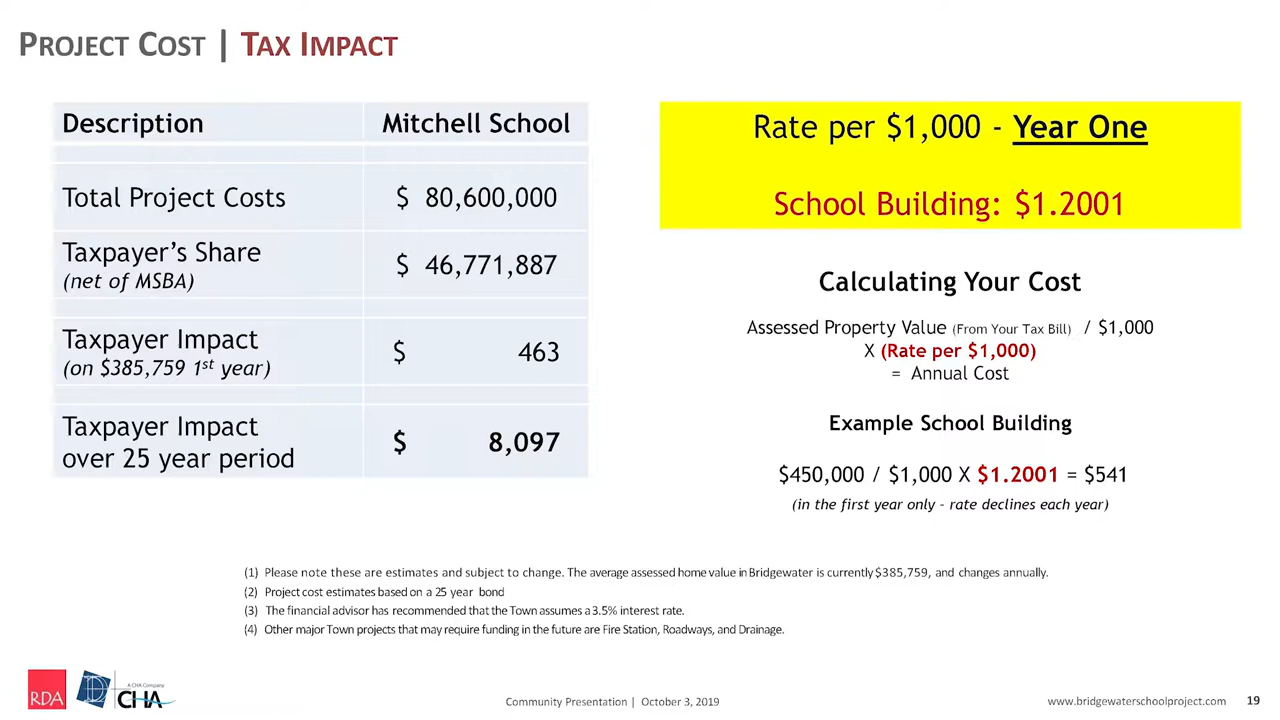 PROJECT COST | TAX IMPACT
Description Mitchell School
Total Project Costs $ 80,600,000
Taxpayer’s Share
(net of MSBA)
$ 46,771,887
Taxpayer Impact
(on $385,759 1st year)
$ 463
Taxpayer Impact
over 25 year period
$ 8,097
Rate per $1,000 - Year One
School Building: $1.2001
Calculating Your Cost
Assessed Property Value (From Your Tax Bill) / $1,000
X (Rate per $1,000)
= Annual Cost
Example School Building
$450,000 / $1,000 X $1.2001 = $541
(in the first year only – rate declines each year)
(1) Please note these are estimates and subject to change. The average assessed home value in Bridgewater is currently $385,759, and changes annually.
(2) Project cost estimates based on a 25 year bond
(3) The financial advisor has recommended that the Town assumes a 3.5% interest rate.
(4) Other major Town projects that may require funding in the future are Fire Station, Roadways, and Drainage.
RDA
A CHA Company
CHA
Community Presentation | October 3, 2019
www.bridgewaterschoolproject.com 19